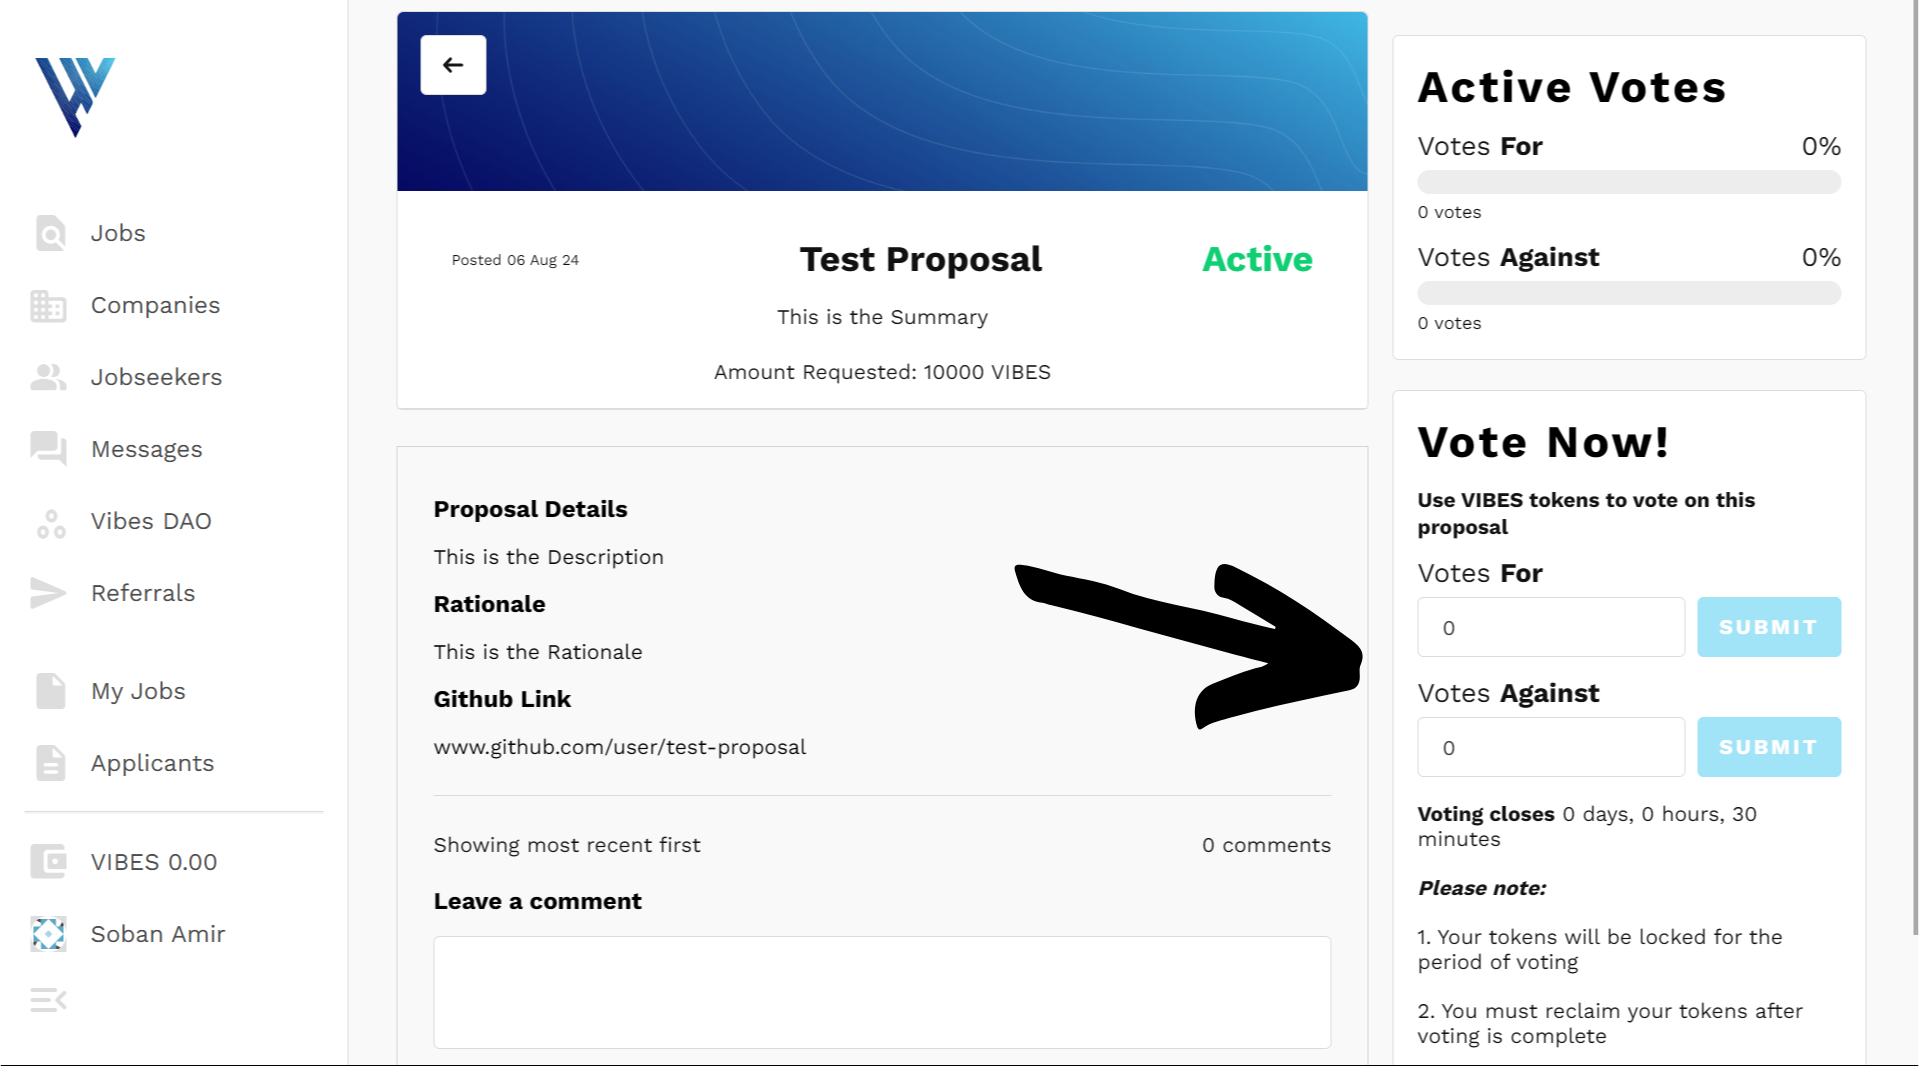 Jobs
Companies
Jobseekers
Messages
Vibes DAO
Referrals
My Jobs
Applicants
VIBES 0.00
Soban Amir
Posted 06 Aug 24
Test Proposal
Active
This is the Summary
Amount Requested: 10000 VIBES
Proposal Details
This is the Description
Rationale
This is the Rationale
Github Link
www.github.com/user/test-proposal
Showing most recent first
0 comments
Leave a comment
Active Votes
Votes For
0%
0 votes
Votes Against
0%
0 votes
Vote Now!
Use VIBES tokens to vote on this
proposal
Votes For
0
SUBMIT
Votes Against
0
SUBMIT
Voting closes 0 days, 0 hours, 30
minutes
Please note:
1. Your tokens will be locked for the
period of voting
2. You must reclaim your tokens after
voting is complete